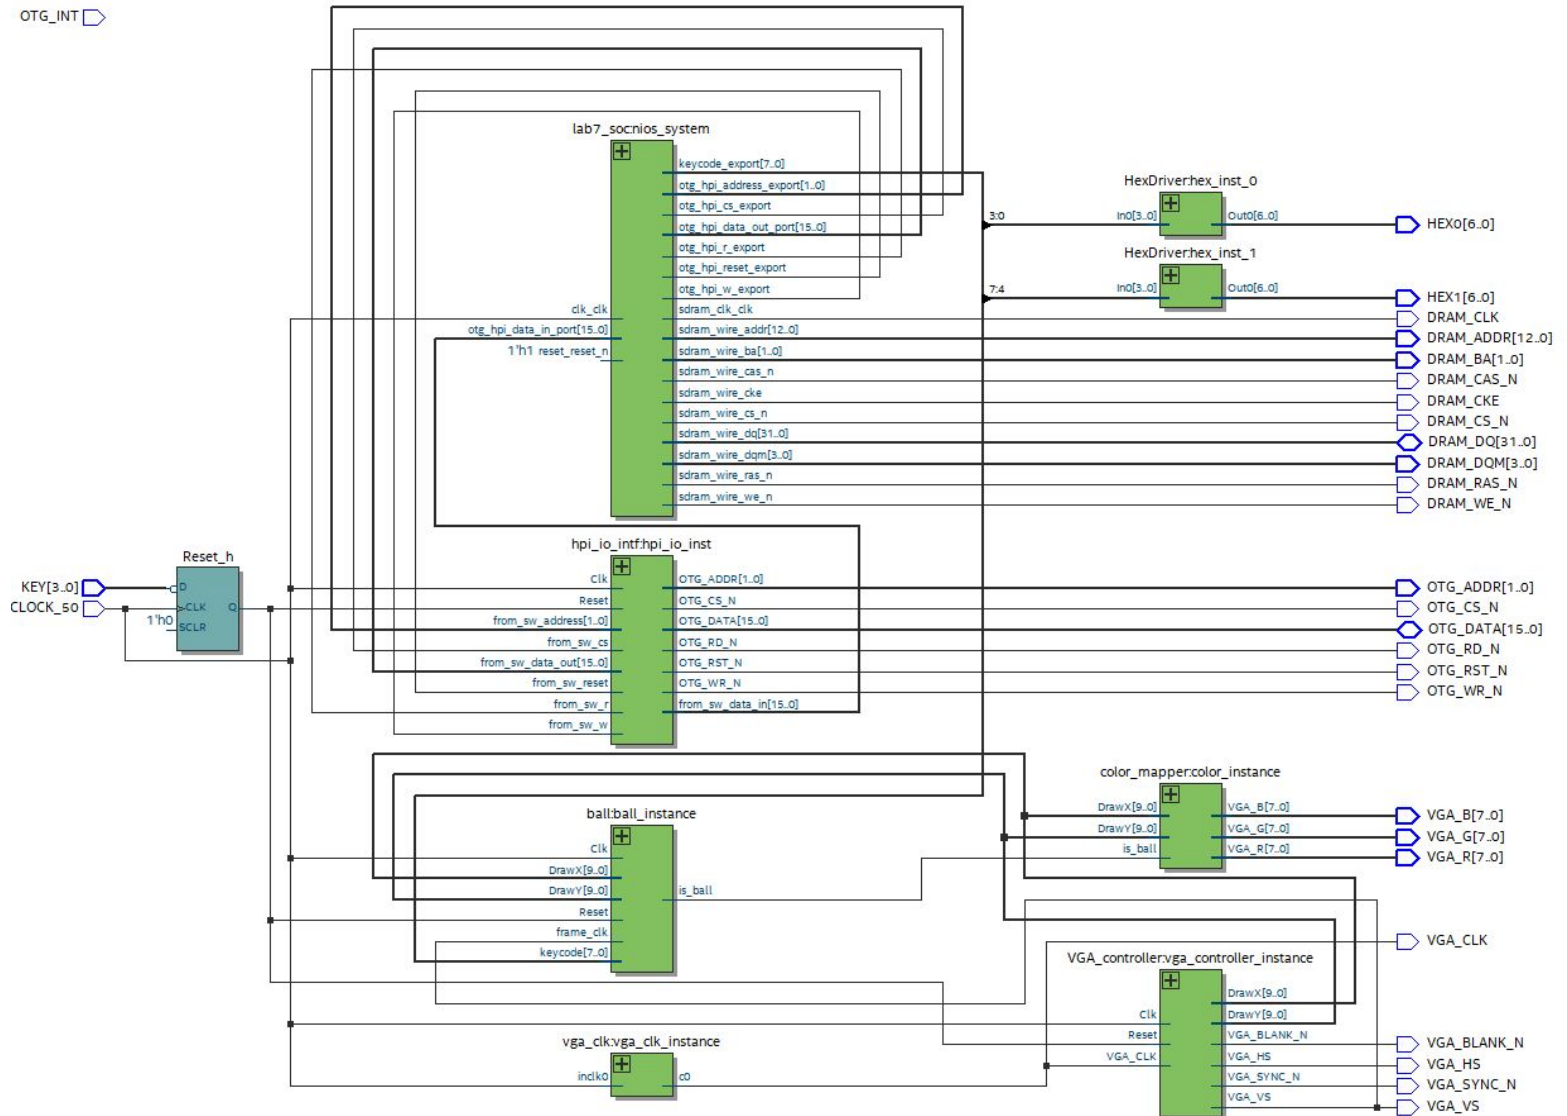 OTG_INT
lab7_soc:nios_system
keycode_export[7..0]
otg_hpi_address_export[1..0]
otg_hpi_cs_export
otg_hpi_data_out_port[15..0]
otg_hpi_r_export
otg_hpi_reset_export
otg_hpi_w_export
clk_clk
otg_hpi_data_in_port[15..0]
1'h1 reset_reset_n
sdram_clk_clk
sdram_wire_addr[12..0]
sdram_wire_ba[1..0]
sdram_wire_cas_n
sdram_wire_cke
sdram_wire_cs_n
sdram_wire_dq[31..0]
sdram_wire_dqm[3..0]
sdram_wire_ras_n
sdram_wire_we_n
HexDriver:hex_inst_0
3:0
In0[3..0]
Out0[6..0]
HEX0[6..0]
HexDriver:hex_inst_1
7:4
In0[3..0]
Out0[6..0]
HEX1[6..0]
DRAM_CLK
DRAM_ADDR[12..0]
DRAM_BA[1..0]
DRAM_CAS_N
DRAM_CKE
DRAM_CS_N
DRAM_DQ[31..0]
DRAM_DQM[3..0]
DRAM_RAS_N
DRAM_WE_N
Reset_h
KEY[3..0]
CLOCK_50
1'h0
D
CLK
SCLR
Q
hpi_io_intf:hpi_io_inst
Clk
Reset
from_sw_address[1..0]
from_sw_cs
from_sw_data_out[15..0]
from_sw_reset
from_sw_r
from_sw_w
OTG_ADDR[1..0]
OTG_CS_N
OTG_DATA[15..0]
OTG_RD_N
OTG_RST_N
OTG_WR_N
from_sw_data_in[15..0]
OTG_ADDR[1..0]
OTG_CS_N
OTG_DATA[15..0]
OTG_RD_N
OTG_RST_N
OTG_WR_N
ball:ball_instance
Clk
DrawX[9..0]
DrawY[9..0]
Reset
frame_clk
keycode[7..0]
is_ball
color_mapper:color_instance
DrawX[9..0]
DrawY[9..0]
is_ball
VGA_B[7..0]
VGA_G[7..0]
VGA_R[7..0]
VGA_B[7..0]
VGA_G[7..0]
VGA_R[7..0]
VGA_CLK
VGA_controller:vga_controller_instance
Clk
Reset
VGA_CLK
DrawX[9..0]
DrawY[9..0]
VGA_BLANK_N
VGA_HS
VGA_SYNC_N
VGA_VS
VGA_BLANK_N
VGA_HS
VGA_SYNC_N
VGA_VS
vga_clk:vga_clk_instance
inclk0
c0